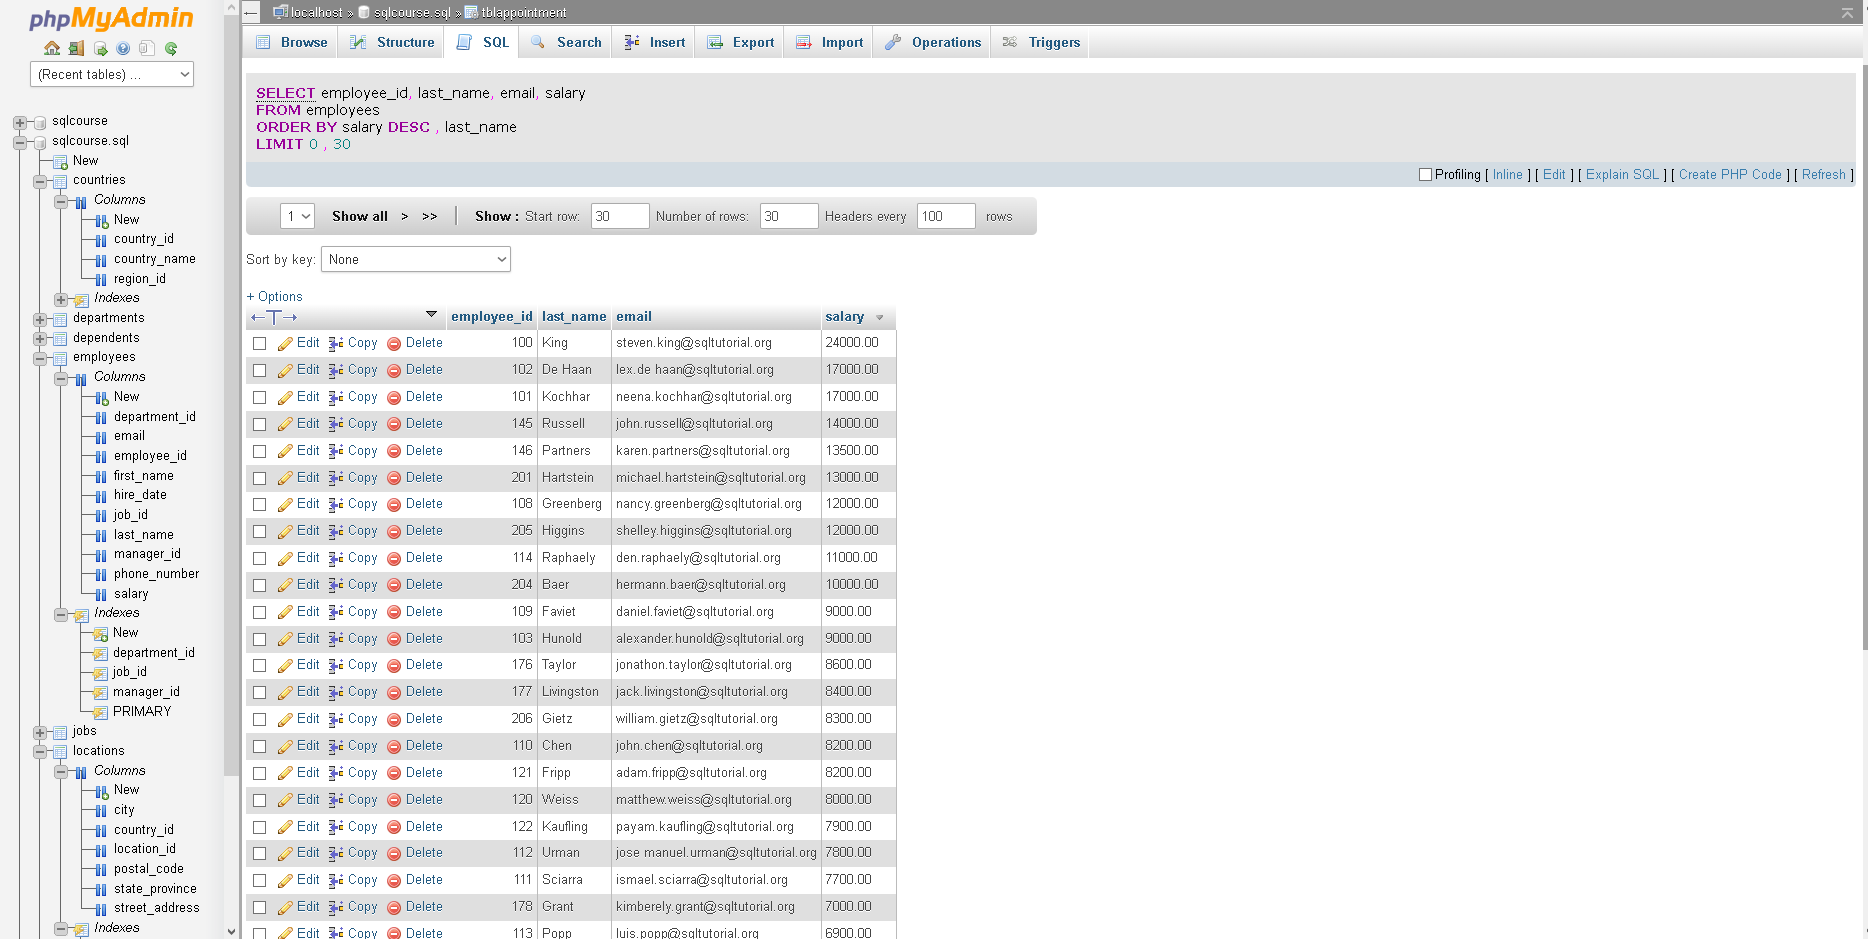 phpMyAdmin
(Recent tables) ...
sqlcourse
sqlcourse.sql
New
countries
Columns
New
country_id
country_name
region_id
Indexes
departments
dependents
employees
Columns
New
department_id
email
employee_id
first_name
hire_date
job_id
last_name
manager_id
phone_number
salary
Indexes
New
department_id
job_id
manager_id
PRIMARY
jobs
locations
Columns
New
city
country_id
location_id
postal_code
state_province
street_address
Indexes
localhost » sqlcourse.sql » tblappointment
Browse Structure SQL Search Insert Export Import Operations Triggers
SELECT employee_id, last_name, email, salary
FROM employees
ORDER BY salary DESC , last_name
LIMIT 0 , 30
Profiling [ Inline ] [ Edit ] [ Explain SQL ] [ Create PHP Code ] [ Refresh ]
1 Show all > >> | Show : Start row: 30 Number of rows: 30 Headers every 100 rows
Sort by key: None
+ Options
←T→ employee_id last_name email salary
Edit Copy Delete 100 King steven.king@sqltutorial.org 24000.00
Edit Copy Delete 102 De Haan lex.de haan@sqltutorial.org 17000.00
Edit Copy Delete 101 Kochhar neena.kochhar@sqltutorial.org 17000.00
Edit Copy Delete 145 Russell john.russell@sqltutorial.org 14000.00
Edit Copy Delete 146 Partners karen.partners@sqltutorial.org 13500.00
Edit Copy Delete 201 Hartstein michael.hartstein@sqltutorial.org 13000.00
Edit Copy Delete 108 Greenberg nancy.greenberg@sqltutorial.org 12000.00
Edit Copy Delete 205 Higgins shelley.higgins@sqltutorial.org 12000.00
Edit Copy Delete 114 Raphaely den.raphaely@sqltutorial.org 11000.00
Edit Copy Delete 204 Baer hermann.baer@sqltutorial.org 10000.00
Edit Copy Delete 109 Faviet daniel.faviet@sqltutorial.org 9000.00
Edit Copy Delete 103 Hunold alexander.hunold@sqltutorial.org 9000.00
Edit Copy Delete 176 Taylor jonathon.taylor@sqltutorial.org 8600.00
Edit Copy Delete 177 Livingston jack.livingston@sqltutorial.org 8400.00
Edit Copy Delete 206 Gietz william.gietz@sqltutorial.org 8300.00
Edit Copy Delete 110 Chen john.chen@sqltutorial.org 8200.00
Edit Copy Delete 121 Fripp adam.fripp@sqltutorial.org 8200.00
Edit Copy Delete 120 Weiss matthew.weiss@sqltutorial.org 8000.00
Edit Copy Delete 122 Kaufling payam.kaufling@sqltutorial.org 7900.00
Edit Copy Delete 112 Urman jose manuel.urman@sqltutorial.org 7800.00
Edit Copy Delete 111 Sciarra ismael.sciarra@sqltutorial.org 7700.00
Edit Copy Delete 178 Grant kimberely.grant@sqltutorial.org 7000.00
Edit Copy Delete 113 Popp luis.popp@sqltutorial.org 6900.00